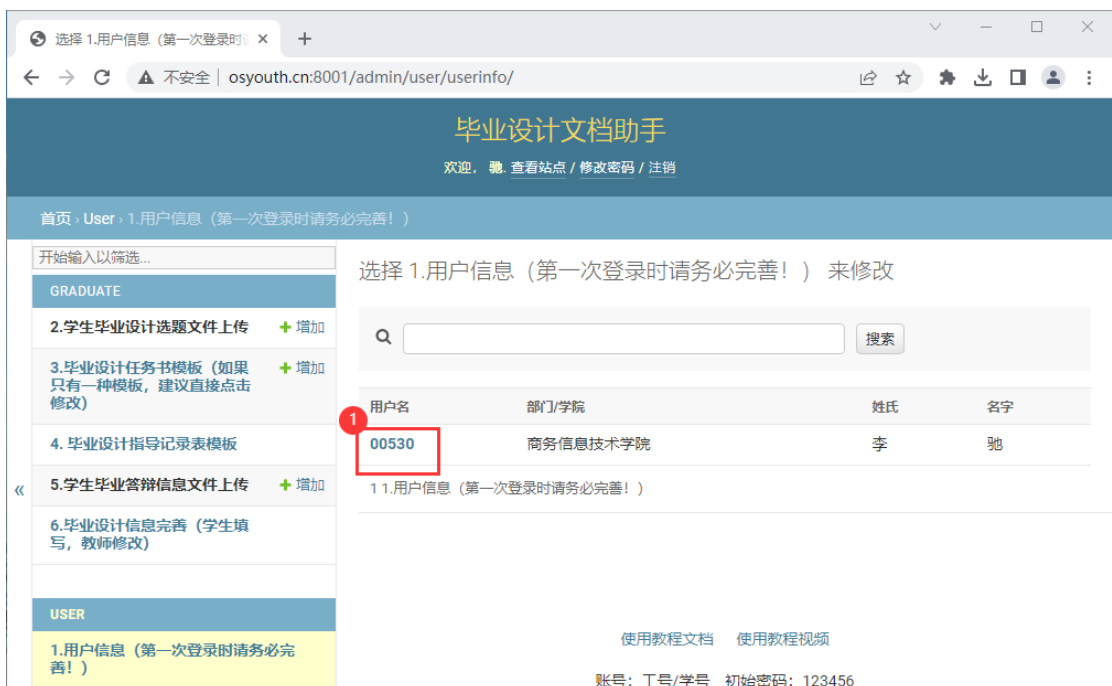 选择 1.用户信息（第一次登录时
不安全 | osyouth.cn:8001/admin/user/userinfo/
毕业设计文档助手
欢迎， 驰. 查看站点 / 修改密码 / 注销
首页 › User › 1.用户信息（第一次登录时请务必完善！）
开始输入以筛选...
GRADUATE
2.学生毕业设计选题文件上传 + 增加
3.毕业设计任务书模板（如果 + 增加
只有一种模板，建议直接点击
修改）
4. 毕业设计指导记录表模板
5.学生毕业答辩信息文件上传 + 增加
6.毕业设计信息完善（学生填
写，教师修改）
USER
1.用户信息（第一次登录时请务必完
善！）
«
选择 1.用户信息（第一次登录时请务必完善！） 来修改
搜索
用户名 部门/学院 姓氏 名字
1
00530 商务信息技术学院 李 驰
1 1.用户信息（第一次登录时请务必完善！）
使用教程文档 使用教程视频
账号：工号/学号 初始密码：123456